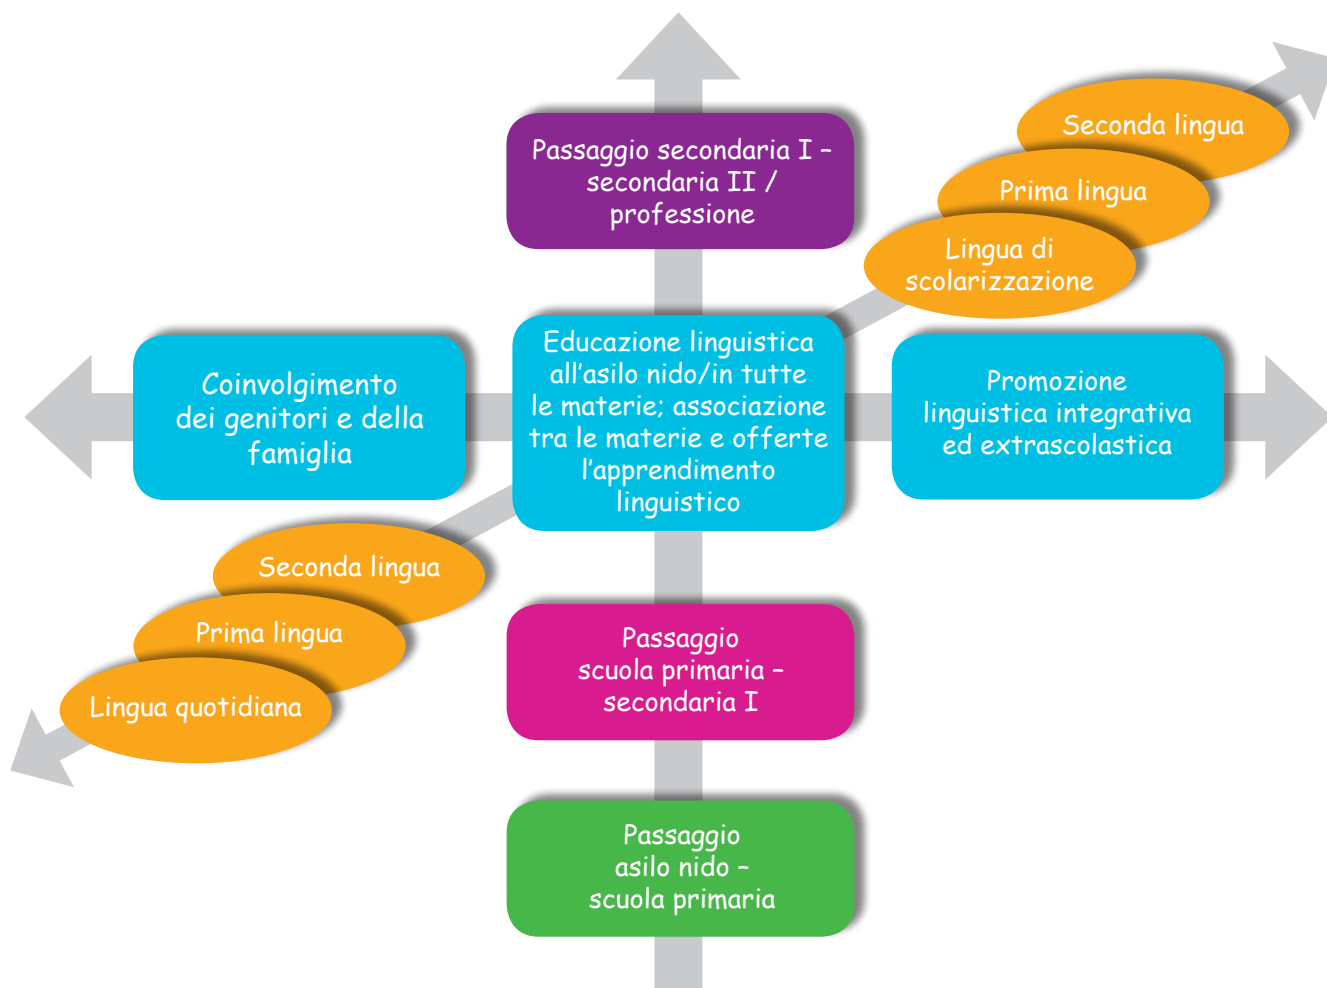 Passaggio secondaria I –
secondaria II /
professione
Seconda lingua
Prima lingua
Lingua di
scolarizzazione
Coinvolgimento
dei genitori e della
famiglia
Educazione linguistica
all'asilo nido/in tutte
le materie; associazione
tra le materie e offerte
l'apprendimento
linguistico
Promozione
linguistica integrativa
ed extrascolastica
Seconda lingua
Prima lingua
Lingua quotidiana
Passaggio
scuola primaria –
secondaria I
Passaggio
asilo nido –
scuola primaria